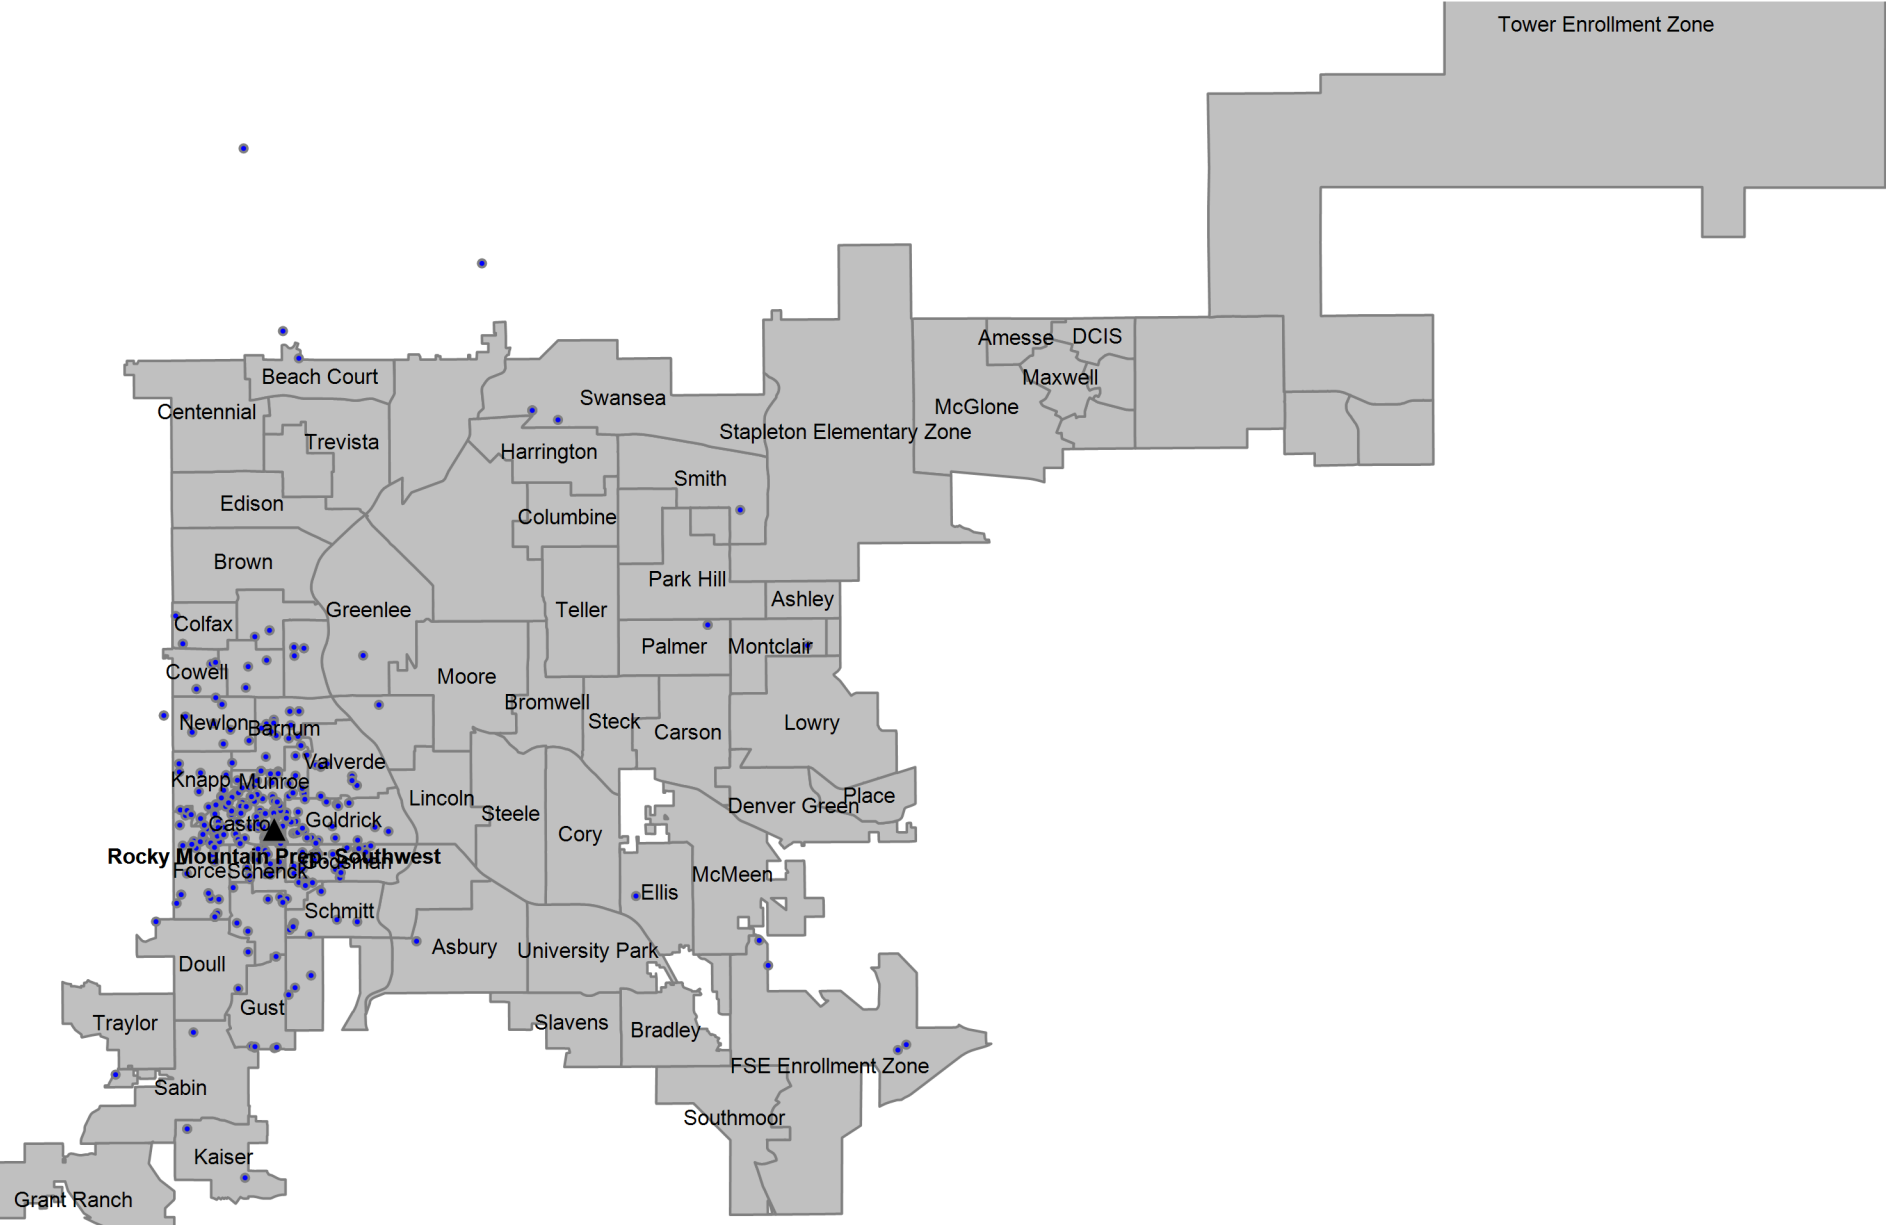 Tower Enrollment Zone
Amesse
DCIS
Beach Court
Maxwell
Swansea
McGlone
Centennial
Stapleton Elementary Zone
Trevista
Harrington
Smith
Edison
Columbine
Brown
Park Hill
Ashley
Greenlee
Teller
Colfax
Palmer
Montclair
Cowell
Moore
Bromwell
Newlon
Barnum
Steck
Carson
Lowry
Valverde
Knapp
Munroe
Lincoln
Place
Denver Green
Steele
Castro
Goldrick
Cory
Rocky Mountain Prep: Southwest
Godsman
Force
Schenck
McMeen
Ellis
Schmitt
Asbury
University Park
Doull
Gust
Traylor
Slavens
Bradley
FSE Enrollment Zone
Sabin
Southmoor
Kaiser
Grant Ranch